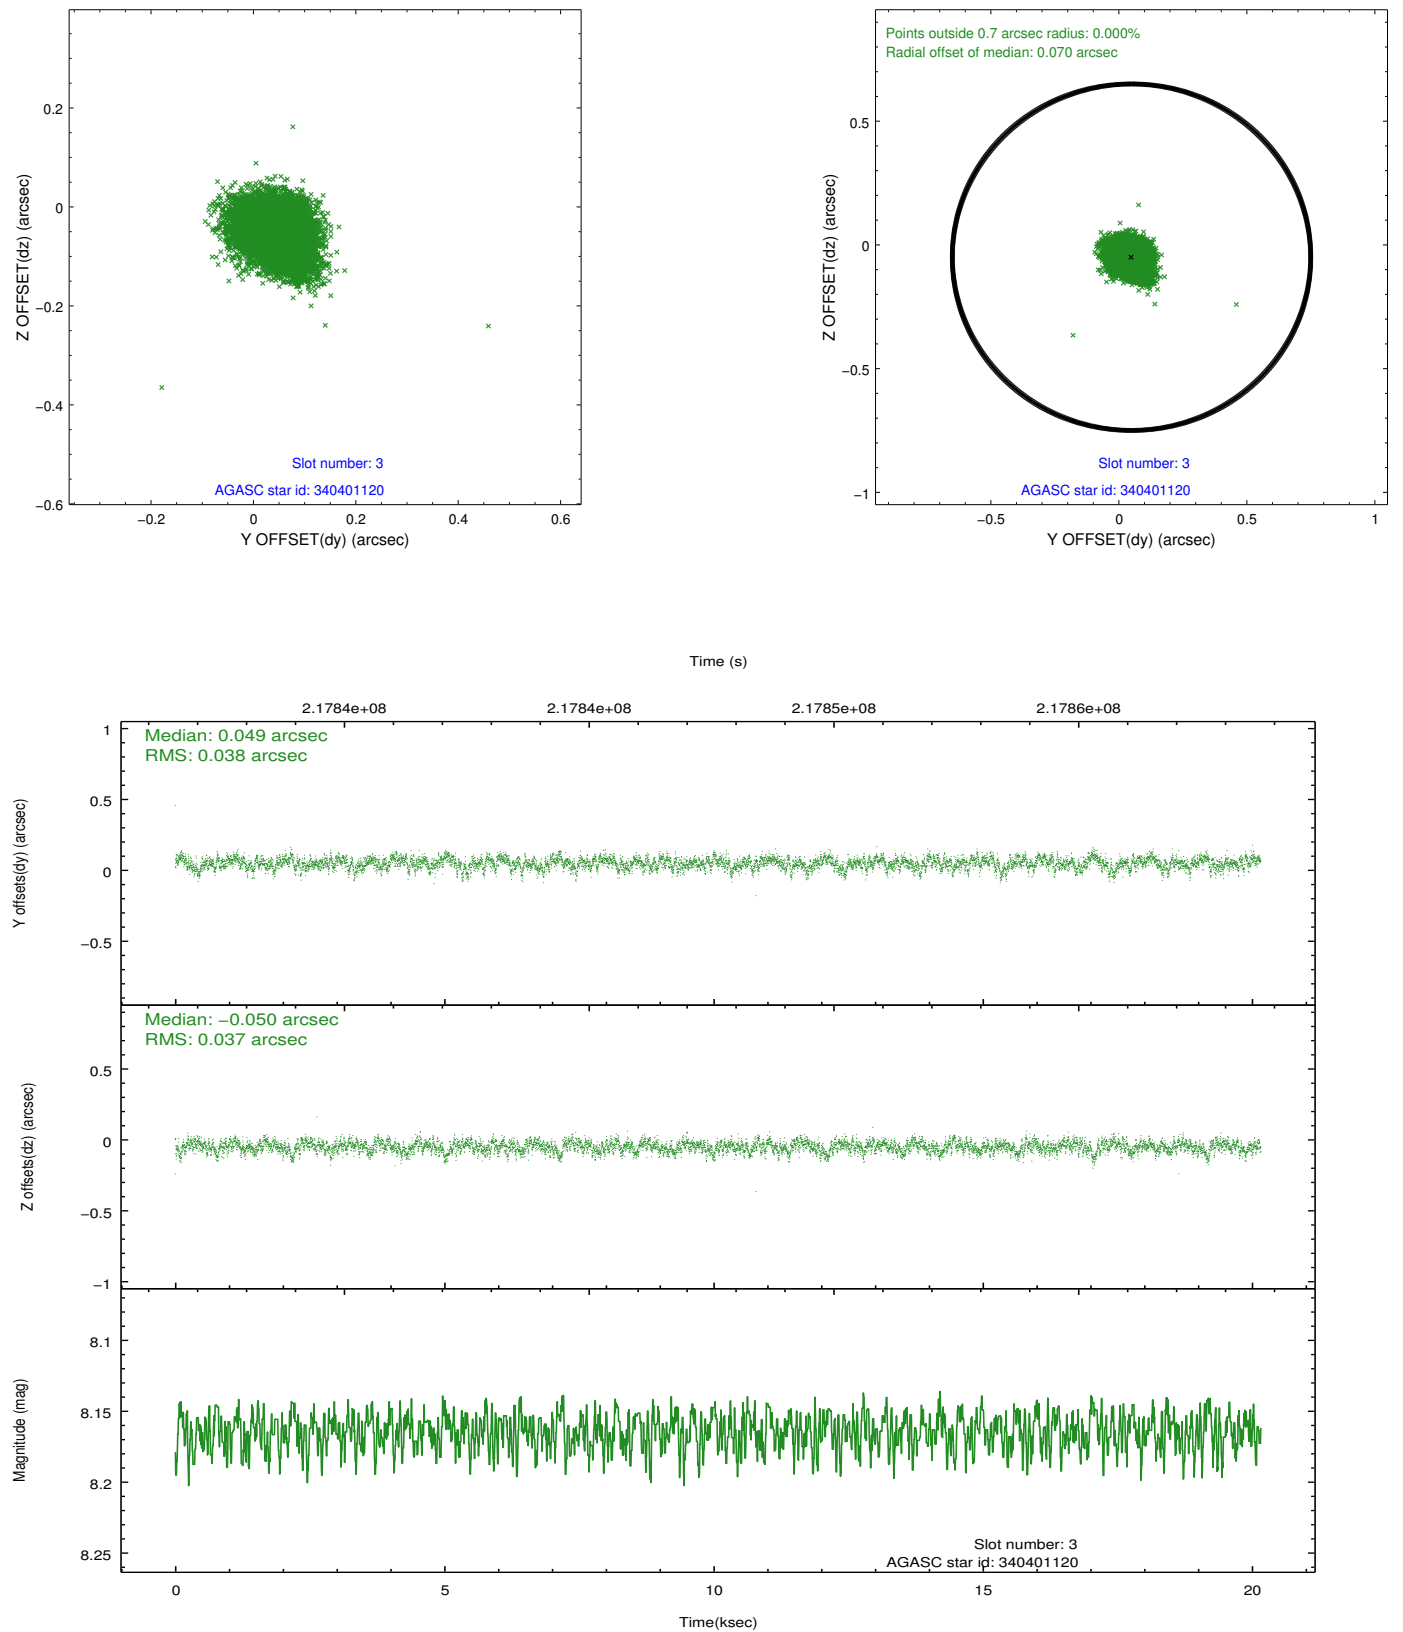 0.2
0
−0.2
−0.4
−0.6
Z OFFSET(dz) (arcsec)
Slot number: 3
AGASC star id: 340401120
−0.2 0 0.2 0.4 0.6
Y OFFSET(dy) (arcsec)
Points outside 0.7 arcsec radius: 0.000%
Radial offset of median: 0.070 arcsec
0.5
0
−0.5
−1
Z OFFSET(dz) (arcsec)
Slot number: 3
AGASC star id: 340401120
−0.5 0 0.5 1
Y OFFSET(dy) (arcsec)
Time (s)
2.1784e+08 2.1784e+08 2.1785e+08 2.1786e+08
Median: 0.049 arcsec
RMS: 0.038 arcsec
1
0.5
0
−0.5
Y offsets(dy) (arcsec)
Median: −0.050 arcsec
RMS: 0.037 arcsec
0.5
0
−0.5
−1
Z offsets(dz) (arcsec)
8.1
8.15
8.2
8.25
Magnitude (mag)
Slot number: 3
AGASC star id: 340401120
0 5 10 15 20
Time(ksec)